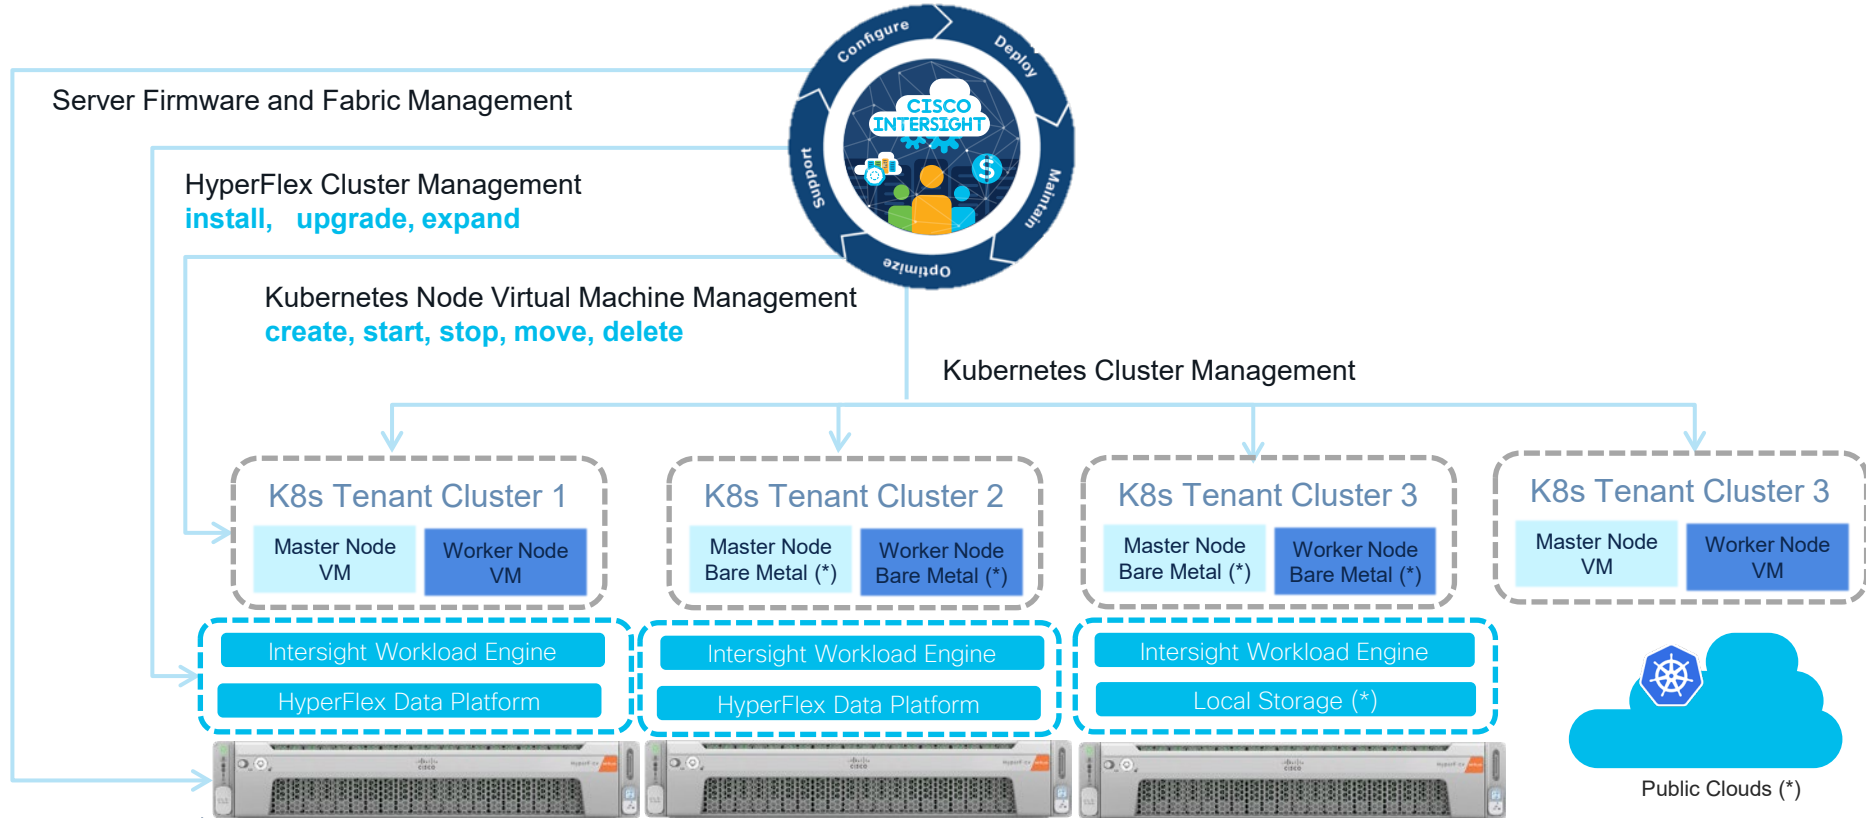 Configure
Deploy
Maintain
Optimize
Support
CISCO
INTERSIGHT
S
Server Firmware and Fabric Management
HyperFlex Cluster Management
install, upgrade, expand
Kubernetes Node Virtual Machine Management
create, start, stop, move, delete
Kubernetes Cluster Management
K8s Tenant Cluster 1
Master Node
VM
Worker Node
VM
K8s Tenant Cluster 2
Master Node
Bare Metal (*)
Worker Node
Bare Metal (*)
K8s Tenant Cluster 3
Master Node
Bare Metal (*)
Worker Node
Bare Metal (*)
K8s Tenant Cluster 3
Master Node
VM
Worker Node
VM
Intersight Workload Engine
HyperFlex Data Platform
Intersight Workload Engine
HyperFlex Data Platform
Intersight Workload Engine
Local Storage (*)
CISCO
CISCO
CISCO
Public Clouds (*)